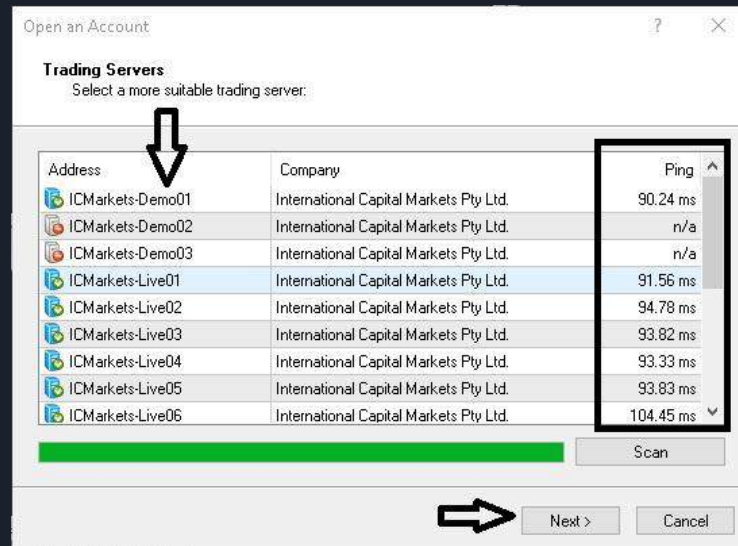 Open an Account ?
Trading Servers
Select a more suitable trading server:
Address Company Ping
ICMarkets-Demo01 International Capital Markets Pty Ltd. 90.24 ms
ICMarkets-Demo02 International Capital Markets Pty Ltd. n/a
ICMarkets-Demo03 International Capital Markets Pty Ltd. n/a
ICMarkets-Live01 International Capital Markets Pty Ltd. 91.56 ms
ICMarkets-Live02 International Capital Markets Pty Ltd. 94.78 ms
ICMarkets-Live03 International Capital Markets Pty Ltd. 93.82 ms
ICMarkets-Live04 International Capital Markets Pty Ltd. 93.33 ms
ICMarkets-Live05 International Capital Markets Pty Ltd. 93.83 ms
ICMarkets-Live06 International Capital Markets Pty Ltd. 104.45 ms
Scan
Next > Cancel